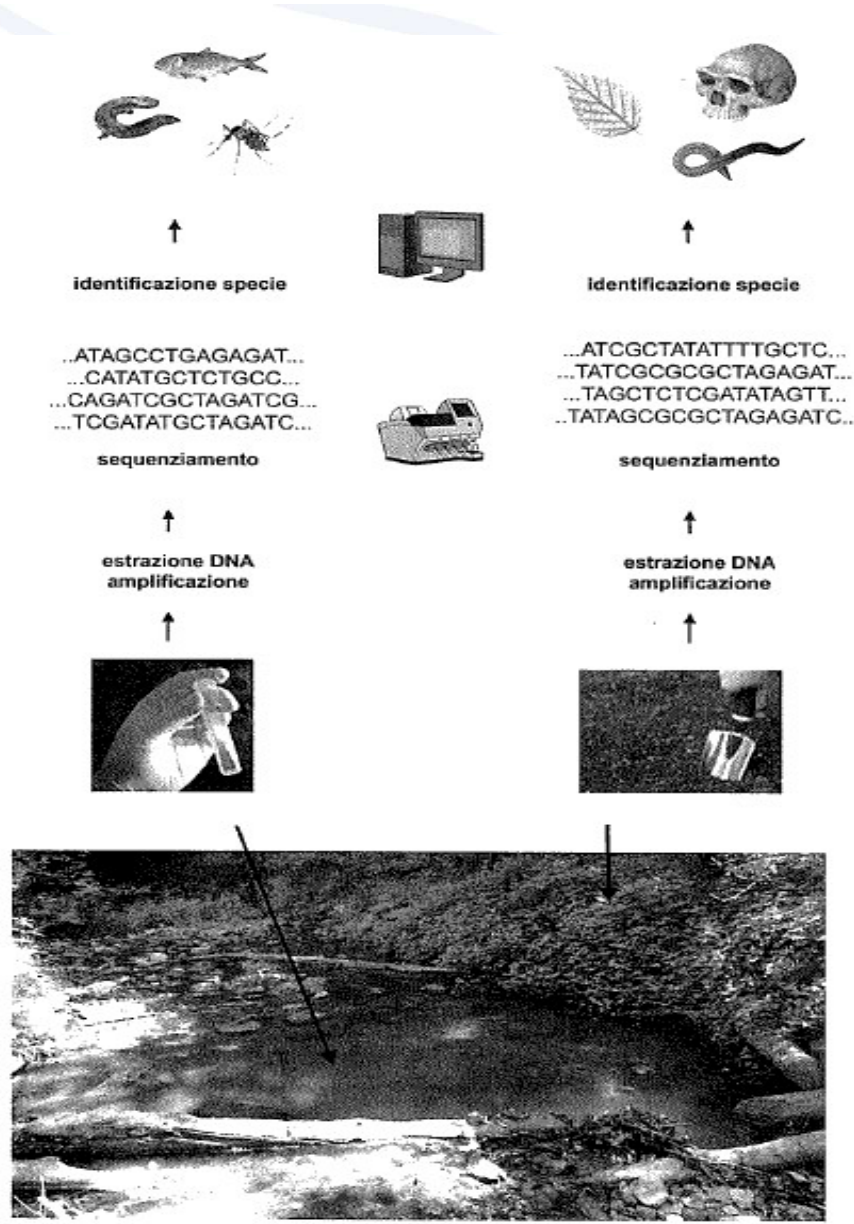 identificazione specie
..ATAGCCTGAGAGAT...
...CATATGCTCTGCC...
...CAGATCGCTAGATCG...
...TCGATATGCTAGATC...
sequenziamento
estrazione DNA
amplificazione
identificazione specie
...ATCGCTATATTTTGCTC...
...TATCGCGCGCTAGAGAT...
...TAGCTCTCGATATAGTT...
..TATAGCGCGCTAGAGATC...
sequenziamento
estrazione DNA
amplificazione